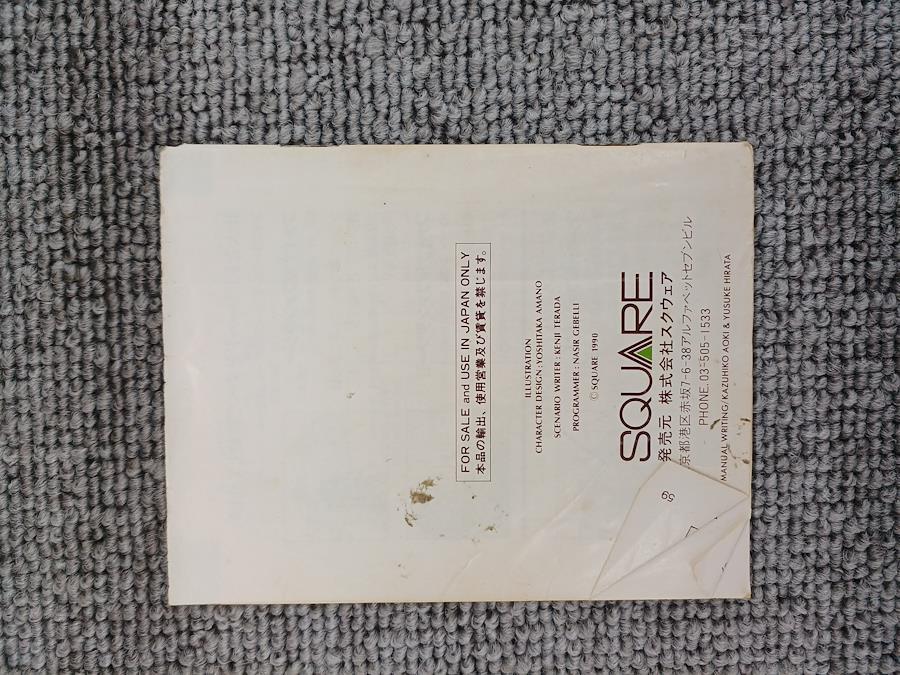 FOR SALE and USE IN JAPAN ONLY
本品の輸出、使用営業及び賃貸を禁じます。
ILLUSTRATION
CHARACTER DESIGN : YOSHITAKA AMANO
SCENARIO WRITER : KENJI TERADA
PROGRAMMER : NASIR GEBELLI
© SQUARE 1990
SQUARE
発売元 株式会社スクウェア
京都港区赤坂7-6-38アルファベットセブンビル
PHONE.03-505-1533
MANUAL WRITING/KAZUHIKO AOKI & YUSUKE HIRATA